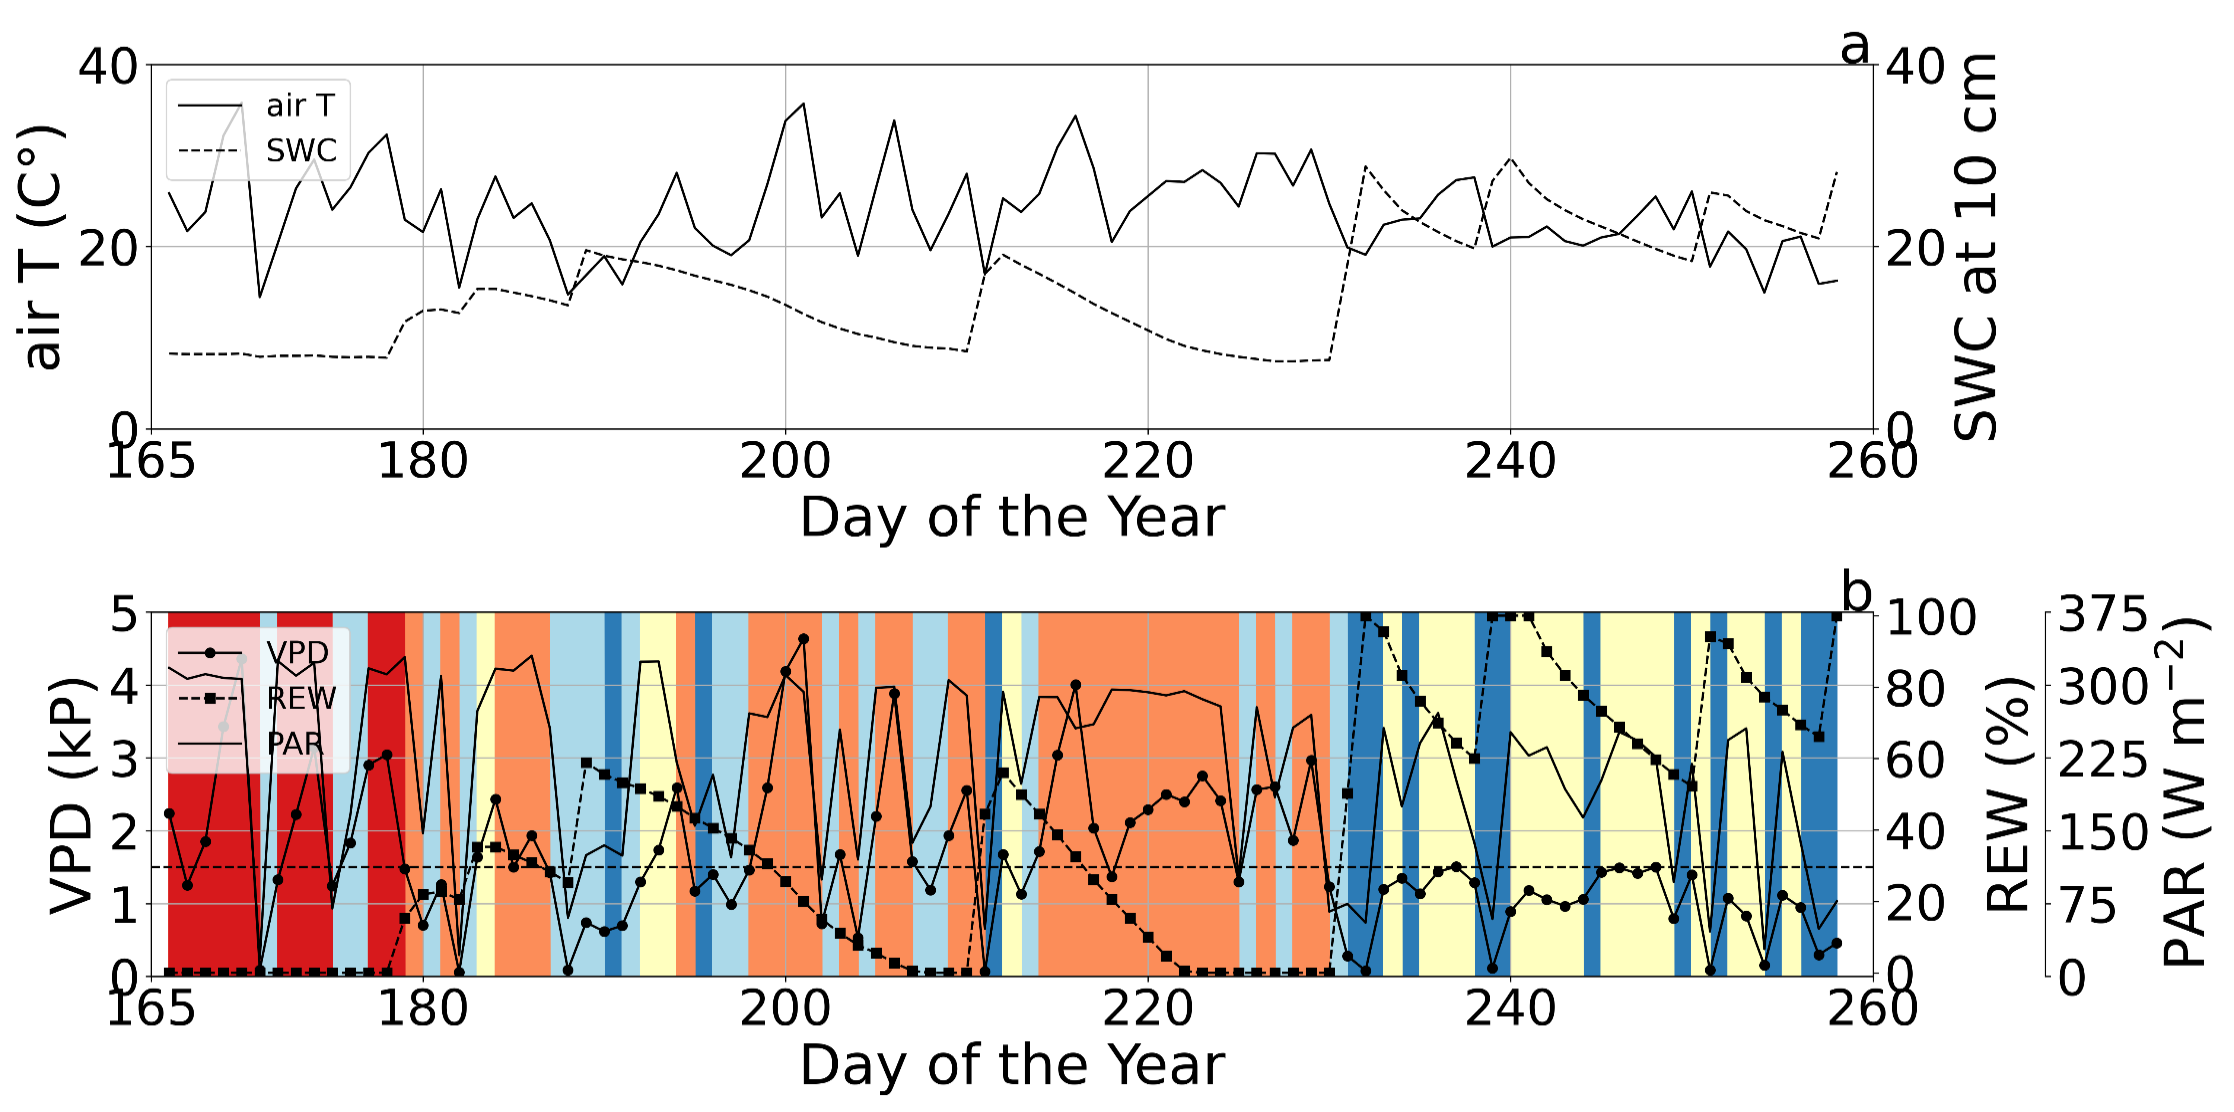 a
40
20
0
air T (C°)
air T
SWC
40
20
0
SWC at 10 cm
165 180 200 220 240 260
Day of the Year
b
5
4
3
2
1
0
VPD (kP)
VPD
REW
PAR
100
80
60
40
20
0
REW (%)
375
300
225
150
75
0
PAR (W m⁻²)
165 180 200 220 240 260
Day of the Year